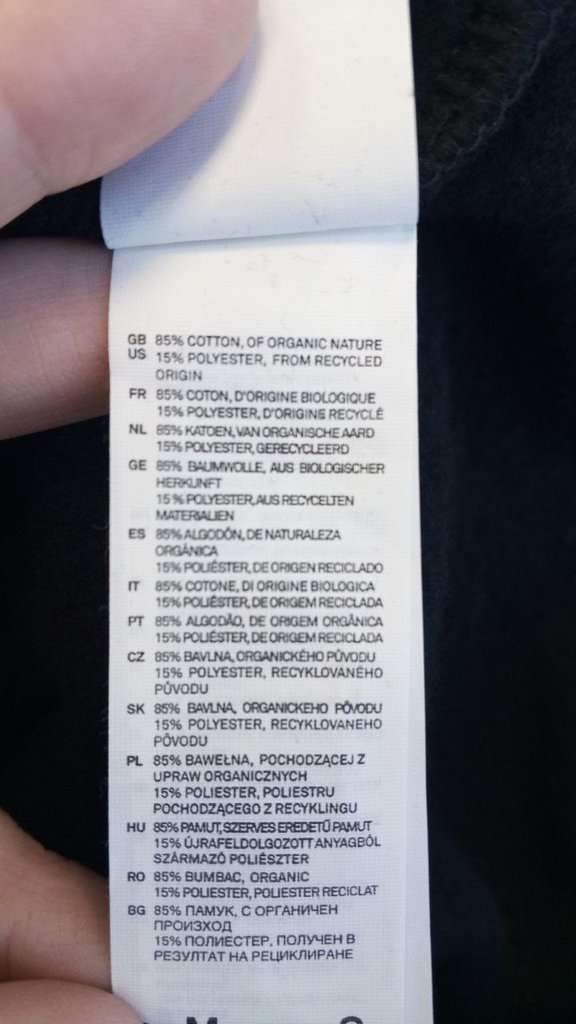 GB 85% COTTON, OF ORGANIC NATURE
US 15% POLYESTER, FROM RECYCLED
ORIGIN
FR 85% COTON, D'ORIGINE BIOLOGIQUE
15% POLYESTER, D'ORIGINE RECYCLÉ
NL 85% KATOEN, VAN ORGANISCHE AARD
15% POLYESTER, GERECYCLEERD
GE 85% BAUMWOLLE, AUS BIOLOGISCHER
HERKUNFT
15% POLYESTER, AUS RECYCELTEN
MATERIALIEN
ES 85% ALGODÓN, DE NATURALEZA
ORGÁNICA
15% POLIÉSTER, DE ORIGEN RECICLADO
IT 85% COTONE, DI ORIGINE BIOLOGICA
15% POLIÉSTER, DE ORIGEM RECICLADA
PT 85% ALGODÃO, DE ORIGEM ORGÂNICA
15% POLIÉSTER, DE ORIGEM RECICLADA
CZ 85% BAVLNA, ORGANICKÉHO PŮVODU
15% POLYESTER, RECYKLOVANÉHO
PŮVODU
SK 85% BAVLNA, ORGANICKEHO PÔVODU
15% POLYESTER, RECYKLOVANEHO
PÔVODU
PL 85% BAWEŁNA, POCHODZĄCEJ Z
UPRAW ORGANICZNYCH
15% POLIESTER, POLIESTRU
POCHODZĄCEGO Z RECYKLINGU
HU 85% PAMUT, SZERVES EREDETŰ PAMUT
15% ÚJRAFELDOLGOZOTT ANYAGBÓL
SZÁRMAZÓ POLIÉSZTER
RO 85% BUMBAC, ORGANIC
15% POLIESTER, POLIESTER RECICLAT
BG 85% ПАМУК, С ОРГАНИЧЕН
ПРОИЗХОД
15% ПОЛИЕСТЕР, ПОЛУЧЕН В
РЕЗУЛТАТ НА РЕЦИКЛИРАНЕ